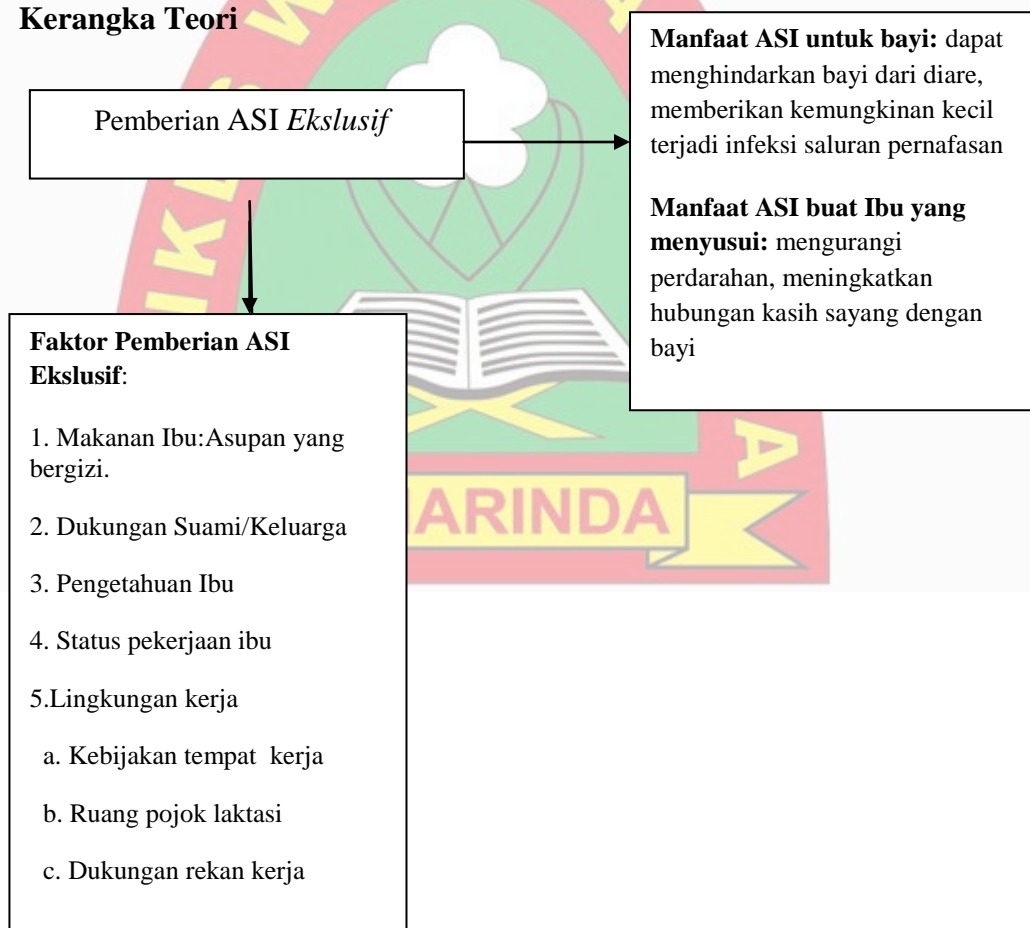 Kerangka Teori
Pemberian ASI Ekslusif
Manfaat ASI untuk bayi: dapat
menghindarkan bayi dari diare,
memberikan kemungkinan kecil
terjadi infeksi saluran pernafasan
Manfaat ASI buat Ibu yang
menyusui: mengurangi
perdarahan, meningkatkan
hubungan kasih sayang dengan
bayi
Faktor Pemberian ASI
Ekslusif:
1. Makanan Ibu:Asupan yang
bergizi.
2. Dukungan Suami/Keluarga
3. Pengetahuan Ibu
4. Status pekerjaan ibu
5.Lingkungan kerja
a. Kebijakan tempat kerja
b. Ruang pojok laktasi
c. Dukungan rekan kerja
ARINDA